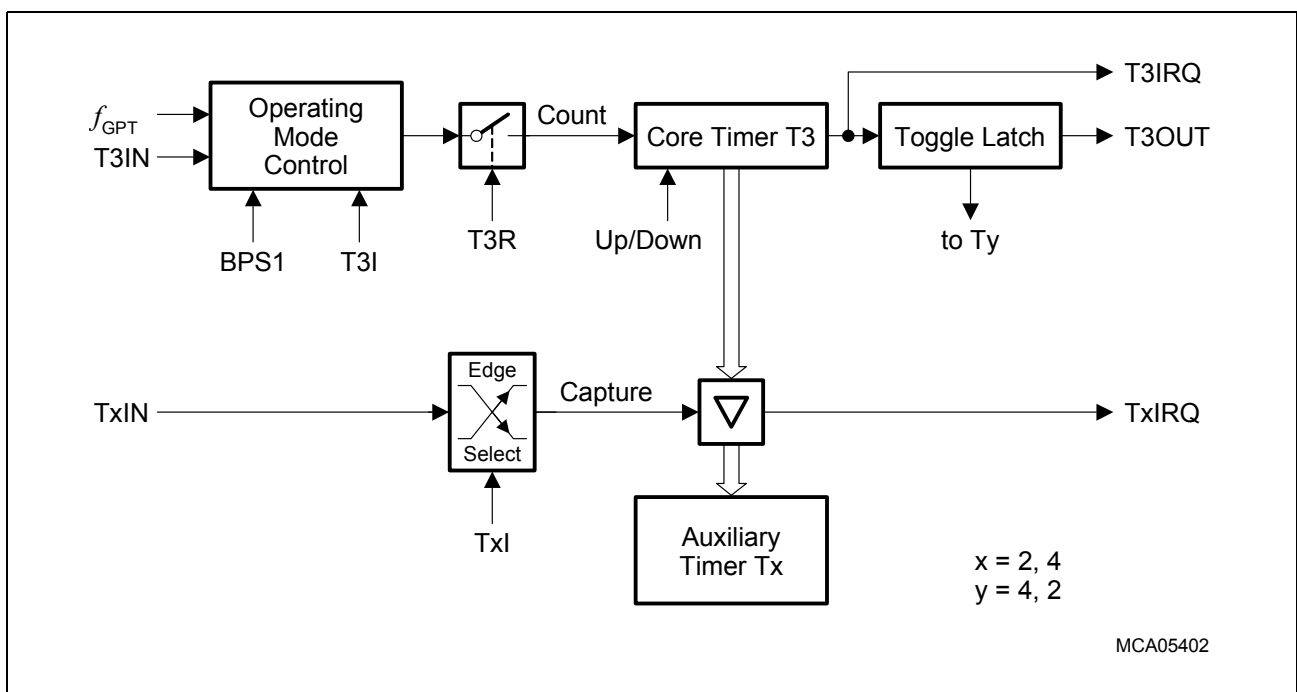 f GPT
T3IN
Operating
Mode
Control
BPS1
T3I
T3R
Count
Core Timer T3
Up/Down
Toggle Latch
to Ty
T3IRQ
T3OUT
TxIN
Edge
Select
TxI
Capture
TxIRQ
Auxiliary
Timer Tx
x = 2, 4
y = 4, 2
MCA05402